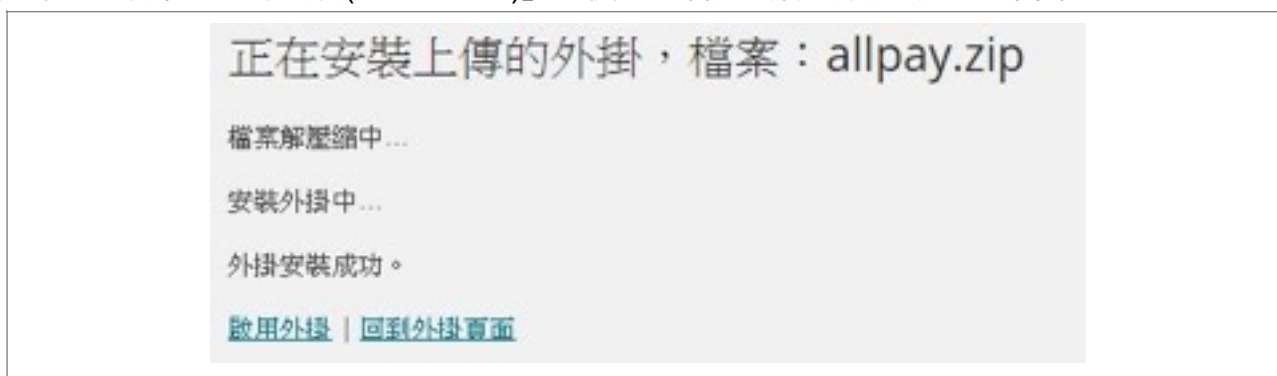 正在安裝上傳的外掛，檔案：allpay.zip
檔案解壓縮中…
安裝外掛中…
外掛安裝成功。
啟用外掛 | 回到外掛頁面